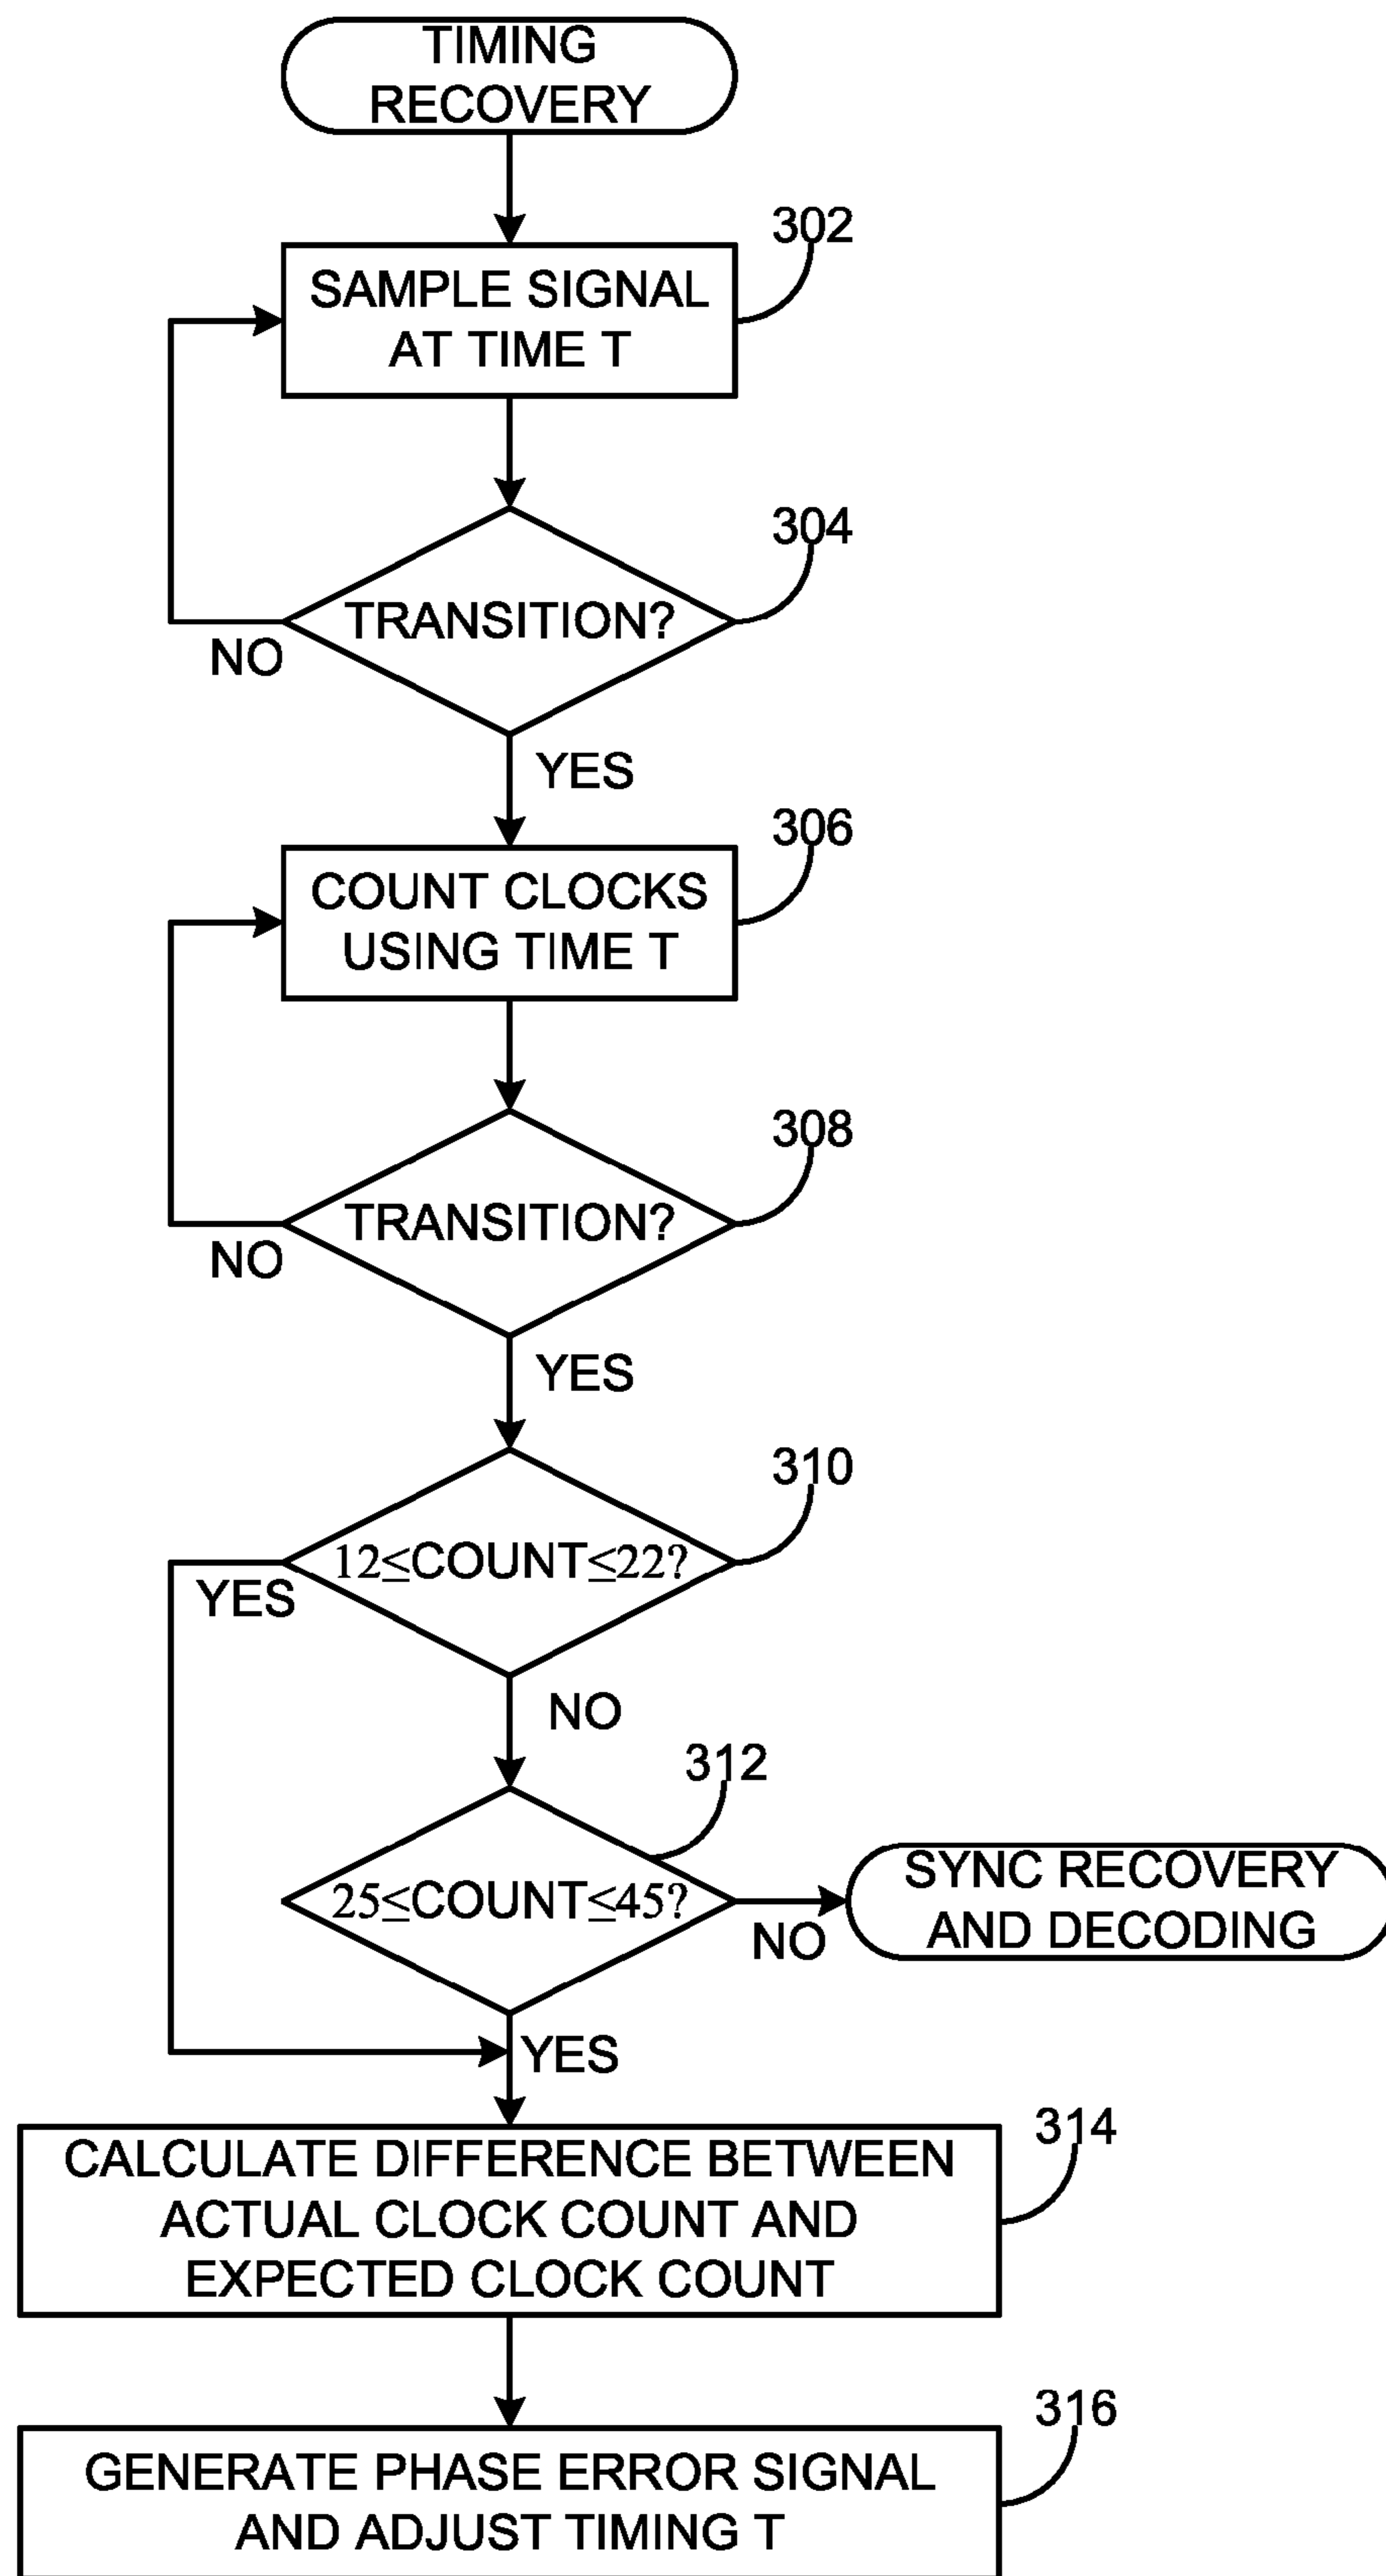 TIMING
RECOVERY
302
SAMPLE SIGNAL
AT TIME T
304
TRANSITION?
NO
YES
306
COUNT CLOCKS
USING TIME T
308
TRANSITION?
NO
YES
310
12≤COUNT≤22?
YES
NO
312
25≤COUNT≤45?
NO
SYNC RECOVERY
AND DECODING
YES
314
CALCULATE DIFFERENCE BETWEEN
ACTUAL CLOCK COUNT AND
EXPECTED CLOCK COUNT
316
GENERATE PHASE ERROR SIGNAL
AND ADJUST TIMING T